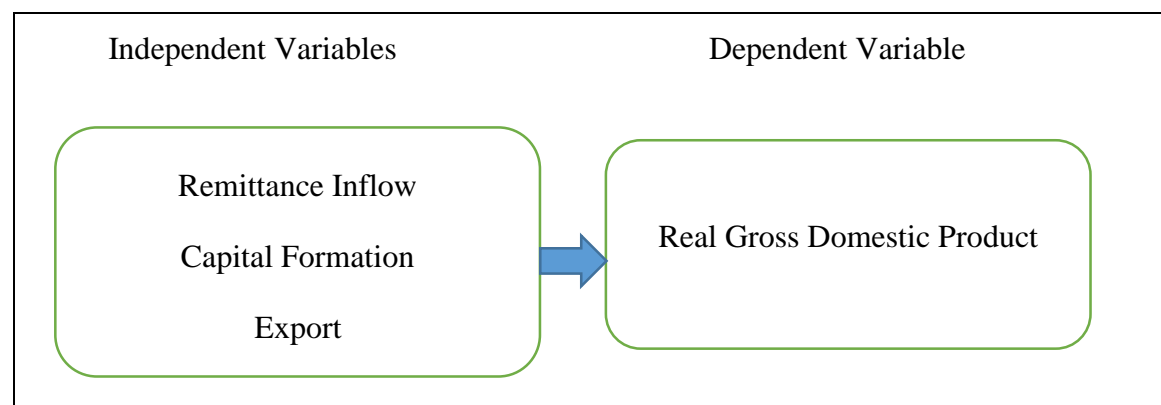 Independent Variables
Dependent Variable
Remittance Inflow
Capital Formation
Export
Real Gross Domestic Product